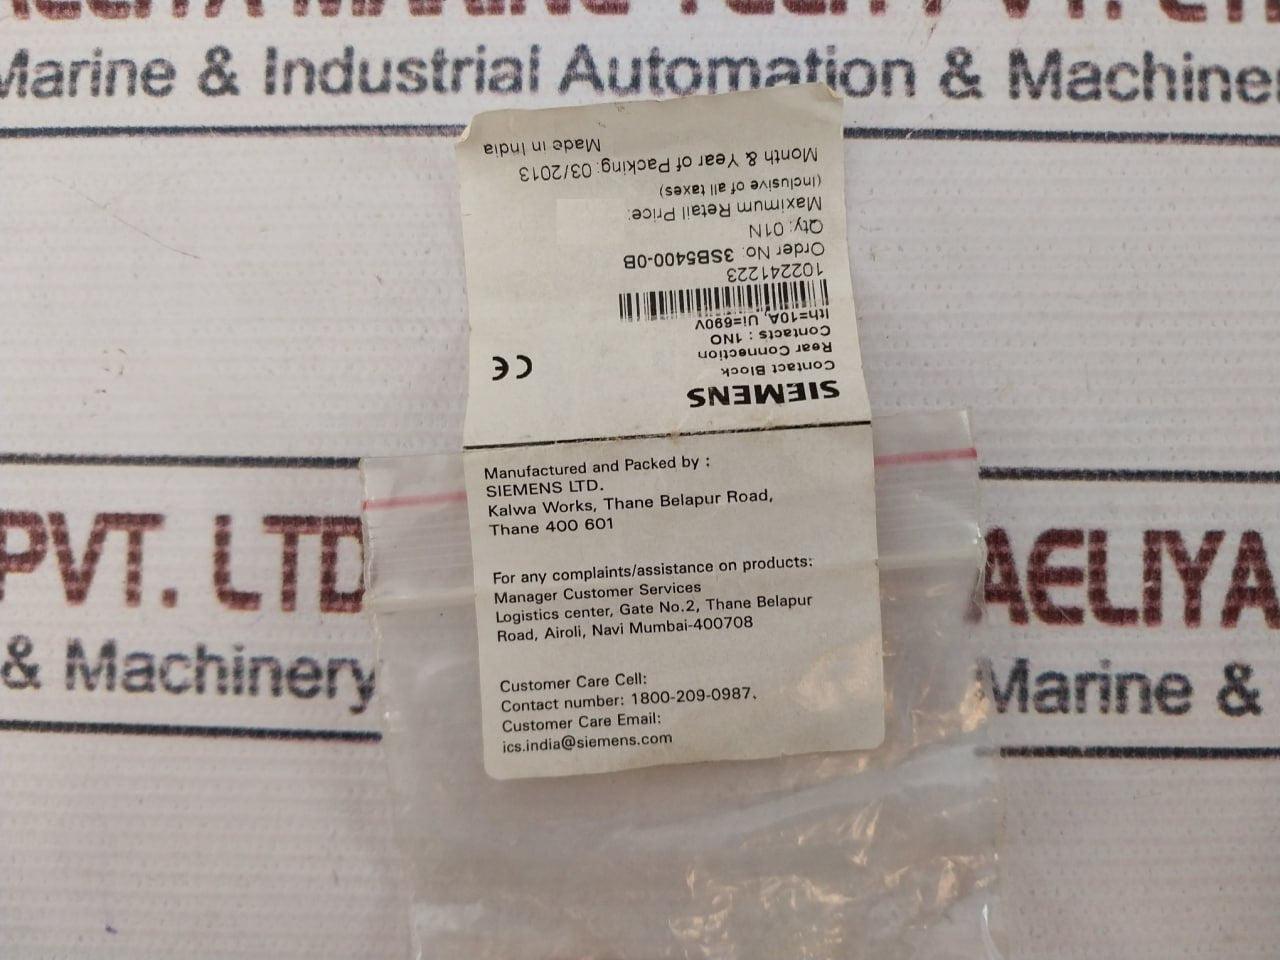 Marine & Industrial Automation & Machiner
SIEMENS
Contact Block
Rear Connection
Contacts : 1NO
Ith=10A, Ui=690V
102241223
Order No: 3SB5400-0B
Qty: 01N
Maximum Retail Price:
(Inclusive of all taxes)
Month & Year of Packing: 03/2013
Made in India
CE
Manufactured and Packed by :
SIEMENS LTD.
Kalwa Works, Thane Belapur Road,
Thane 400 601
For any complaints/assistance on products:
Manager Customer Services
Logistics center, Gate No.2, Thane Belapur
Road, Airoli, Navi Mumbai-400708
Customer Care Cell:
Contact number: 1800-209-0987.
Customer Care Email:
ics.india@siemens.com
PVT. LTD
AELIYA
& Machinery
Marine &